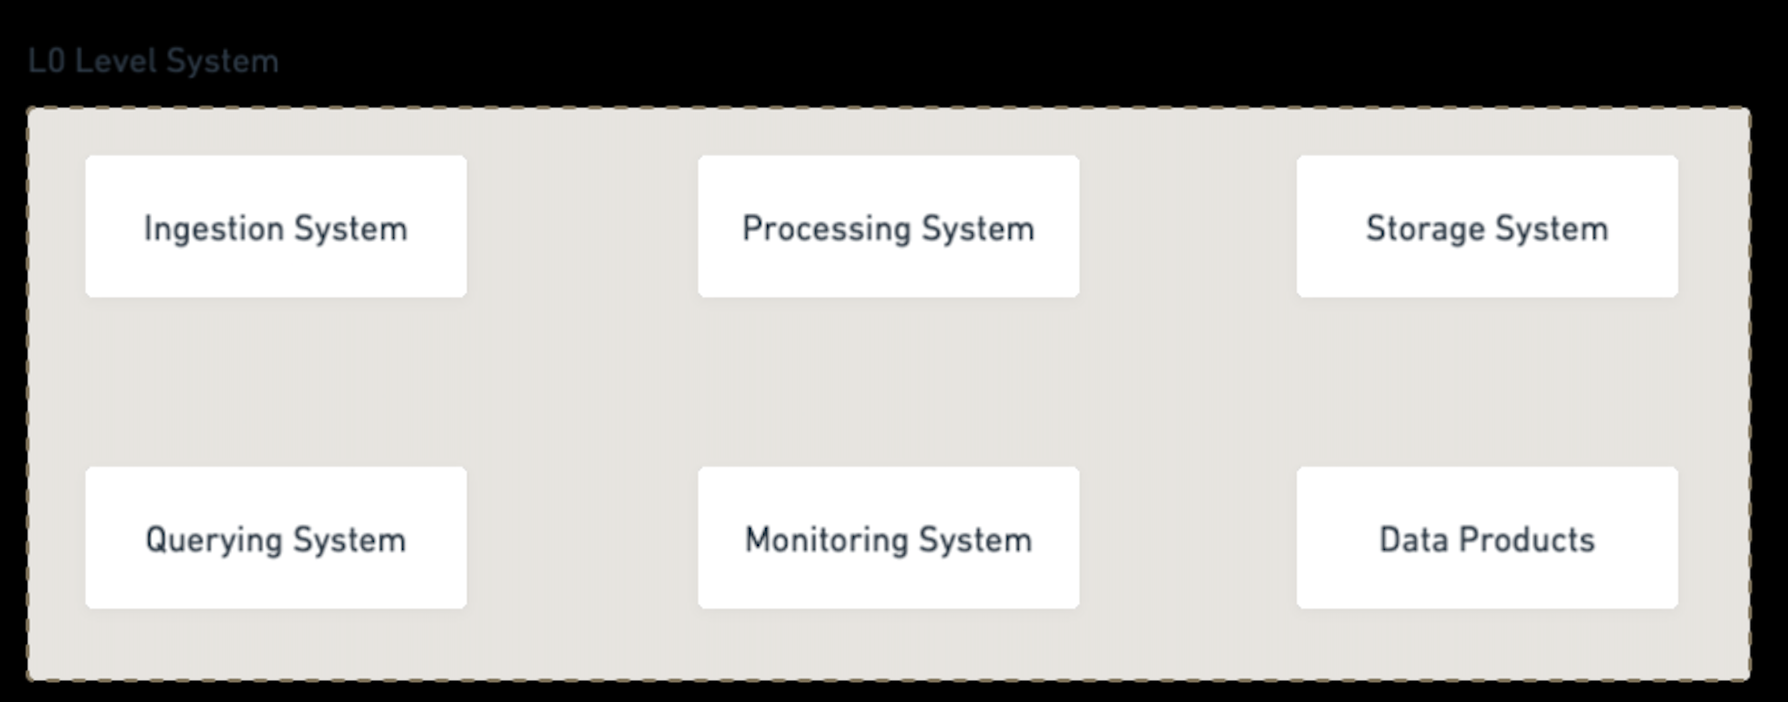 L0 Level System
Ingestion System
Processing System
Storage System
Querying System
Monitoring System
Data Products